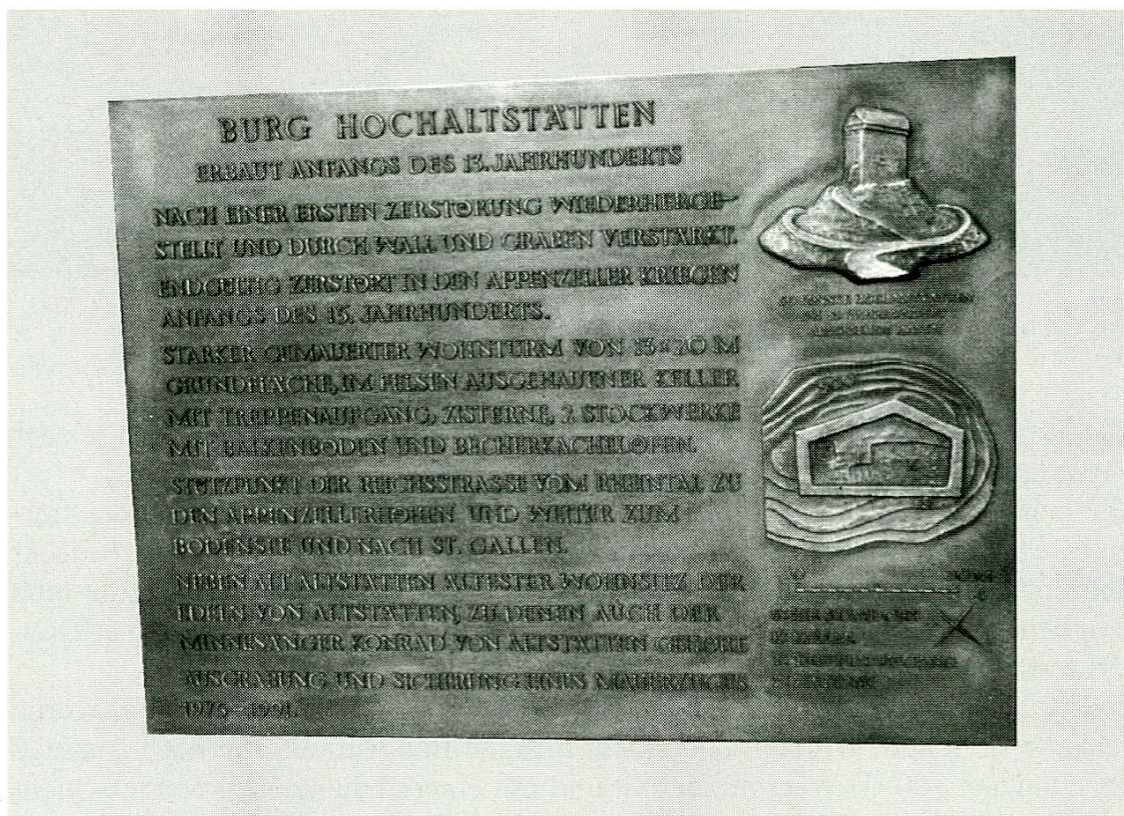 BURG HOCHALTSTÄTTEN
ERBAUT ANFANGS DES 13. JAHRHUNDERTS
NACH EINER ERSTEN ZERSTÖRUNG WIEDERHERGE-
STELLT UND DURCH WALL UND GRABEN VERSTÄRKT.
ENDGÜLTIG ZERSTÖRT IN DEN APPENZELLER KRIEGEN
ANFANGS DES 15. JAHRHUNDERTS.
STARKER GEMAUERTER WOHNTURM VON
GRUNDFLÄCHE, IM FELSEN AUSGEHAUENER KELLER
MIT TREPPENAUFGANG, ZISTERNE, 2 STOCKWERKE
MIT BALKENBODEN UND BECHERKACHELOFEN.
STÜTZPUNKT DER REICHSSTRASSE VOM RHEINTAL ZU
DEN APPENZELLERHÖHEN UND WEITER ZUM
BODENSEE UND NACH ST. GALLEN.
NEBEN ALT ALTSTÄTTEN ÄLTESTER WOHNSITZ DER
EDELN VON ALTSTÄTTEN, ZU DENEN AUCH DER
MINNESÄNGER KONRAD VON ALTSTÄTTEN GEHÖRT
AUSGRABUNG UND SICHERUNG EINES MAUERZUGES